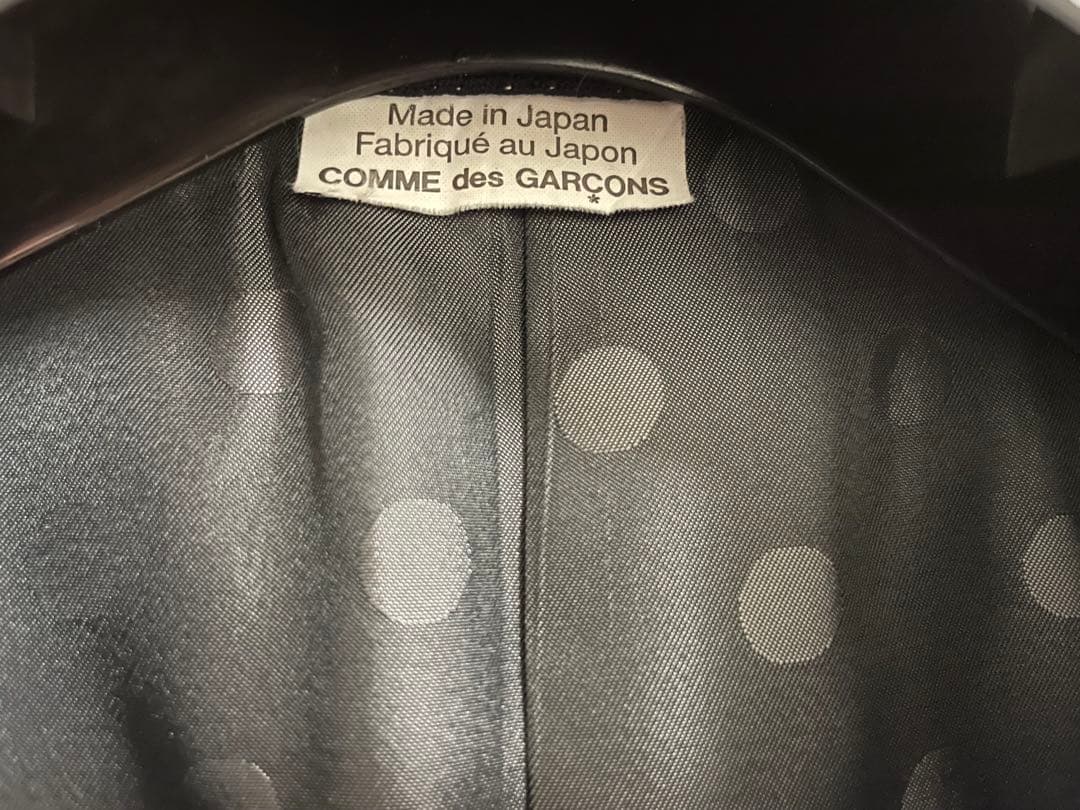 Made in Japan
Fabriqué au Japon
COMME des GARÇONS
*